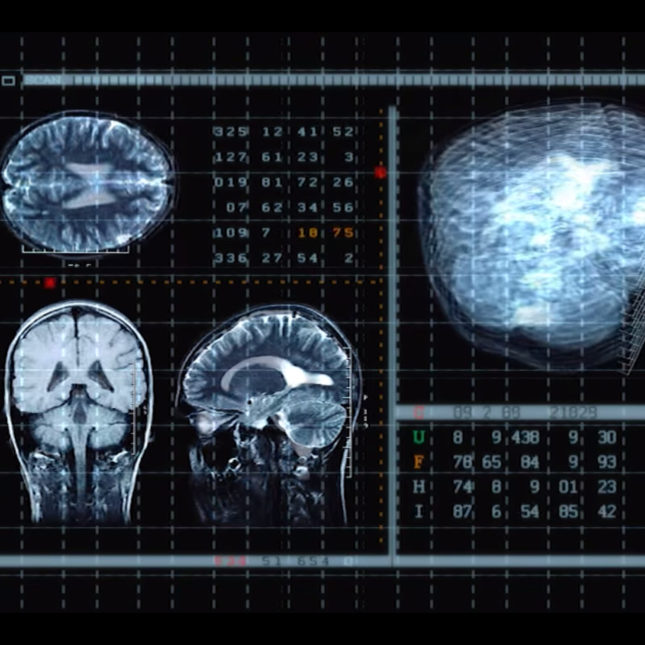 SCAN
325 12 41 52
127 61 23 3
019 81 72 26
07 62 34 56
109 7 18 75
336 27 54 2
09 2 08 21028
U 8 9 438 9 30
F 78 65 84 9 93
H 74 8 9 01 23
I 87 6 54 85 42
51 654